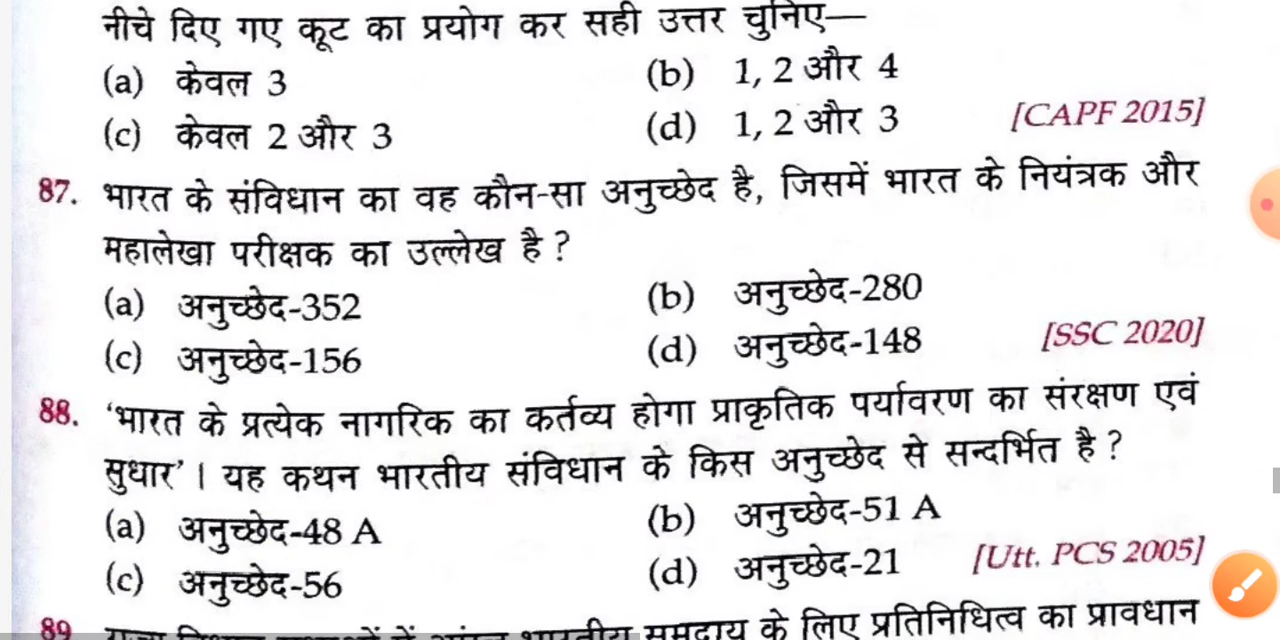 नीचे दिए गए कूट का प्रयोग कर सही उत्तर चुनिए—
(a) केवल 3 (b) 1, 2 और 4
(c) केवल 2 और 3 (d) 1, 2 और 3 [CAPF 2015]
87. भारत के संविधान का वह कौन-सा अनुच्छेद है, जिसमें भारत के नियंत्रक और
महालेखा परीक्षक का उल्लेख है ?
(a) अनुच्छेद-352 (b) अनुच्छेद-280
(c) अनुच्छेद-156 (d) अनुच्छेद-148 [SSC 2020]
88. ‘भारत के प्रत्येक नागरिक का कर्तव्य होगा प्राकृतिक पर्यावरण का संरक्षण एवं
सुधार’। यह कथन भारतीय संविधान के किस अनुच्छेद से सन्दर्भित है ?
(a) अनुच्छेद-48 A (b) अनुच्छेद-51 A
(c) अनुच्छेद-56 (d) अनुच्छेद-21 [Utt. PCS 2005]
89 समुदाय के लिए प्रतिनिधित्व का प्रावधान